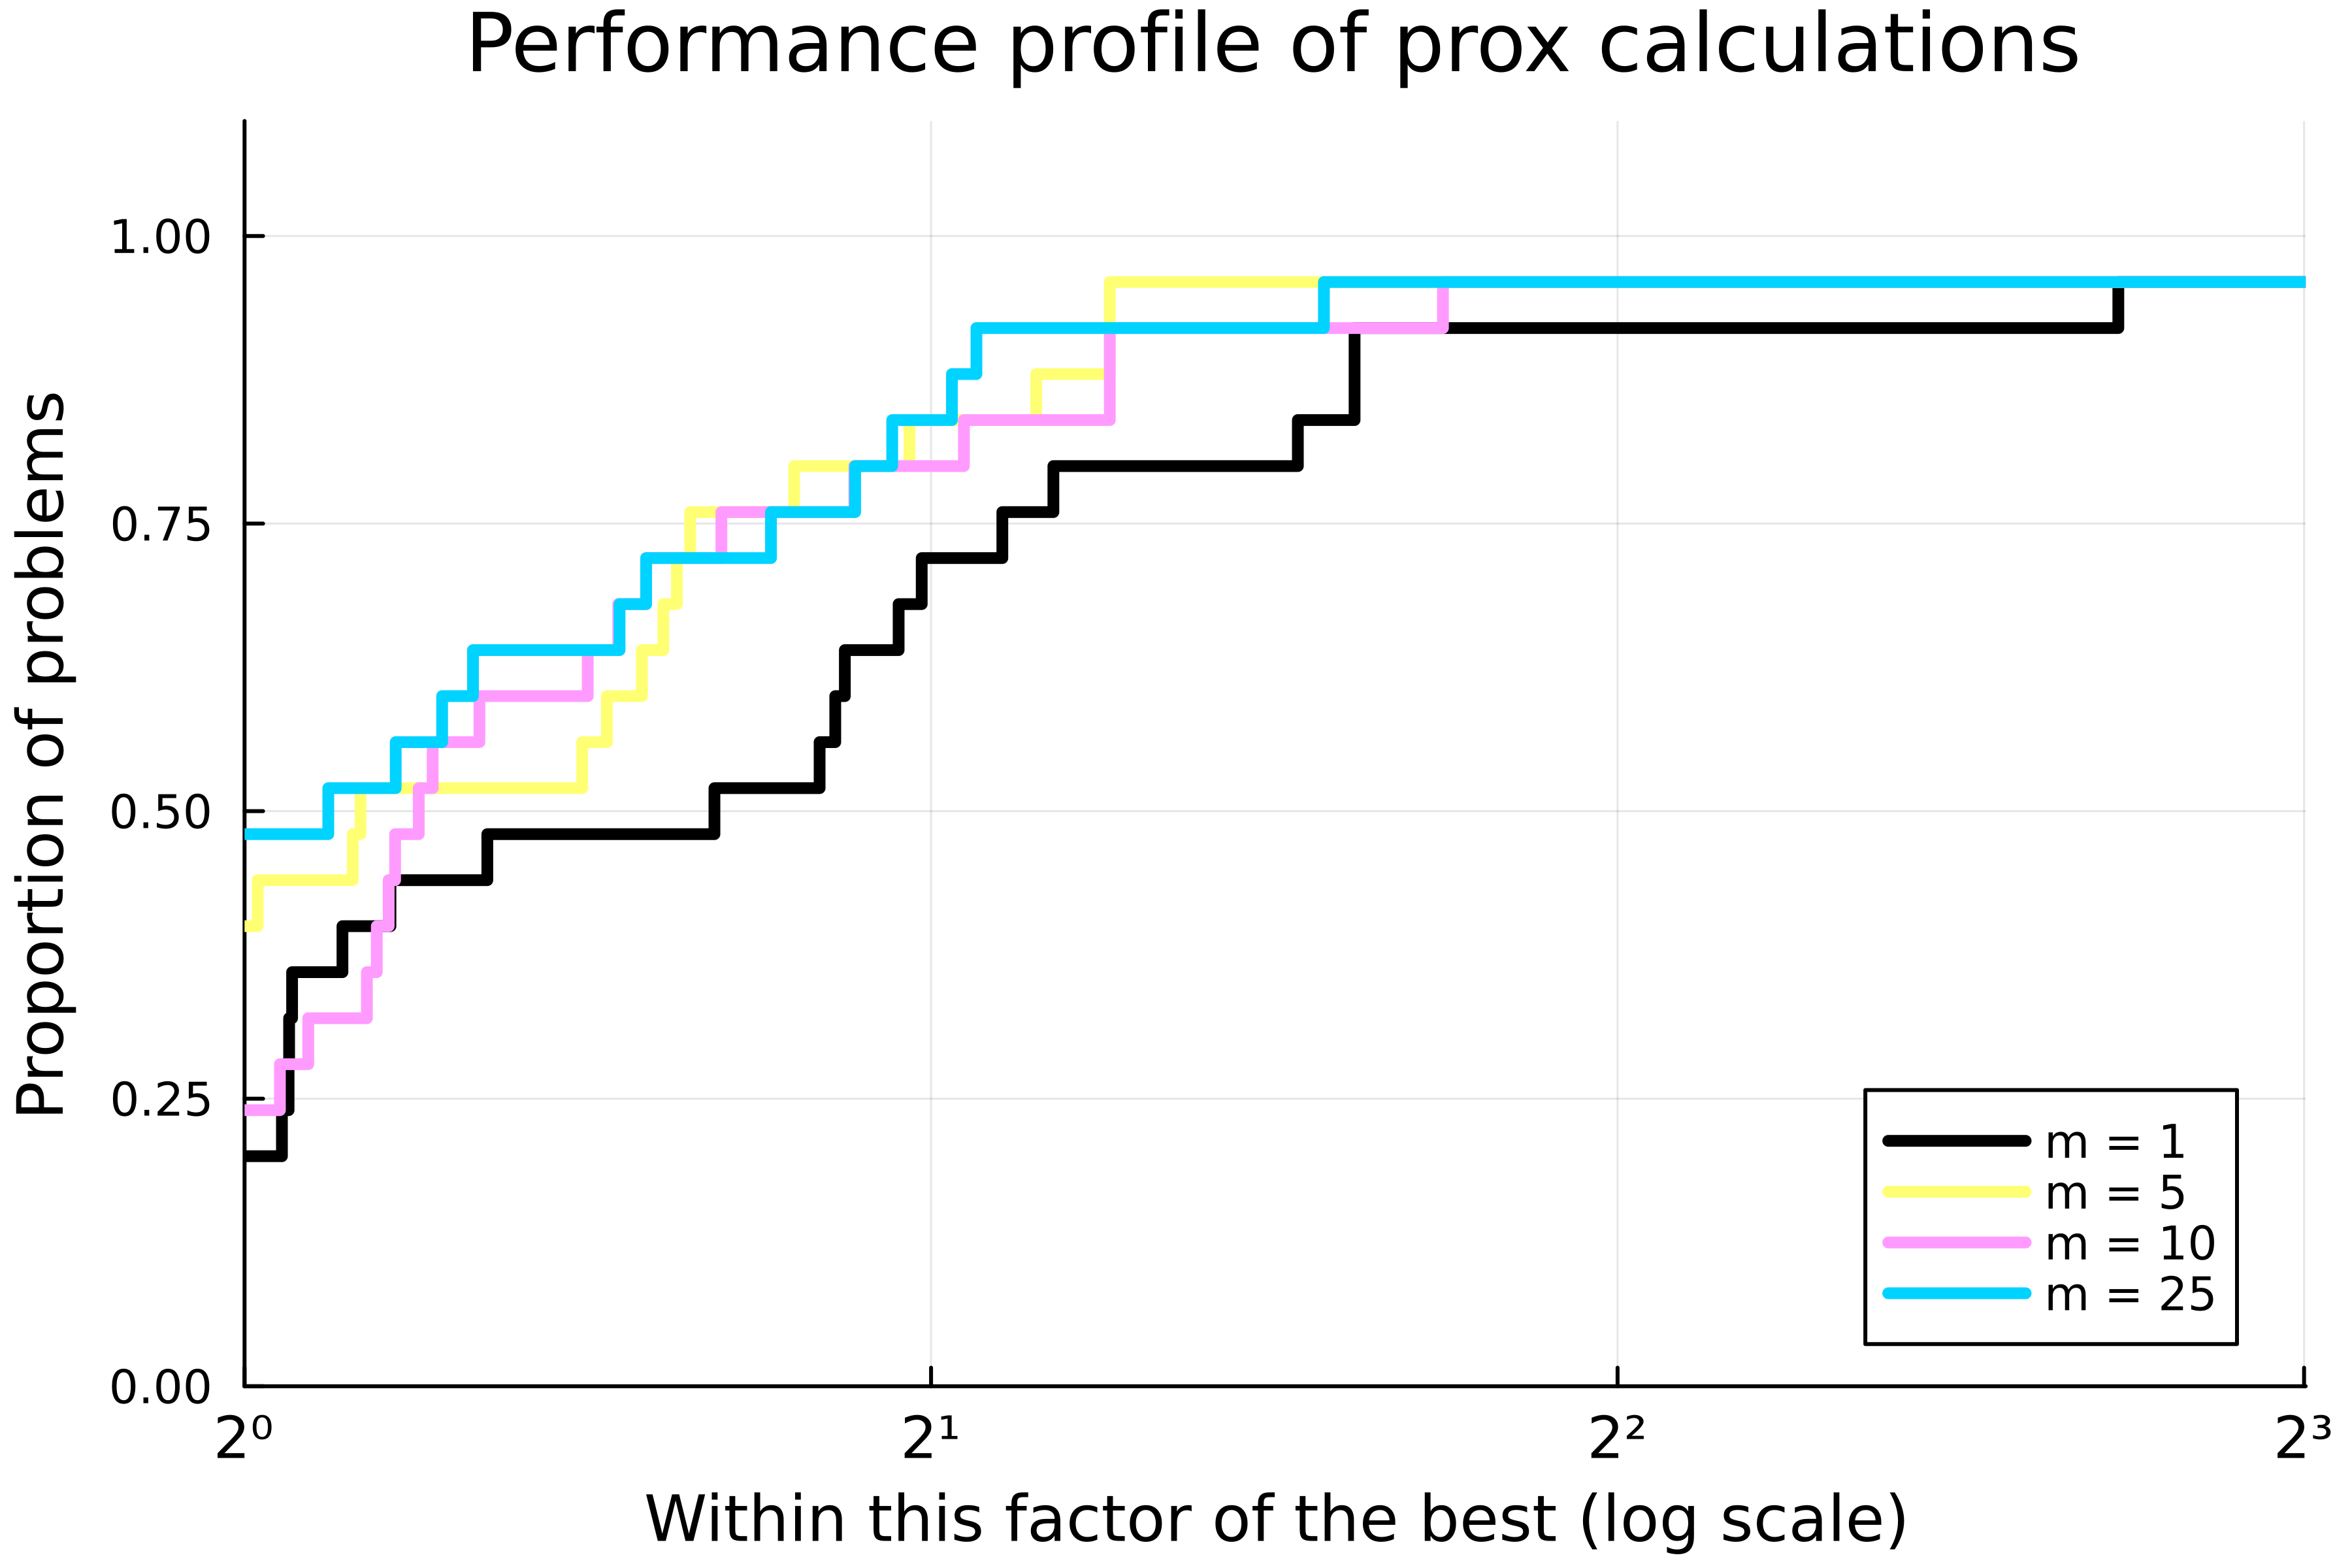 Performance profile of prox calculations
Proportion of problems
1.00
0.75
0.50
0.25
0.00
m = 1
m = 5
m = 10
m = 25
2⁰ 2¹ 2² 2³
Within this factor of the best (log scale)